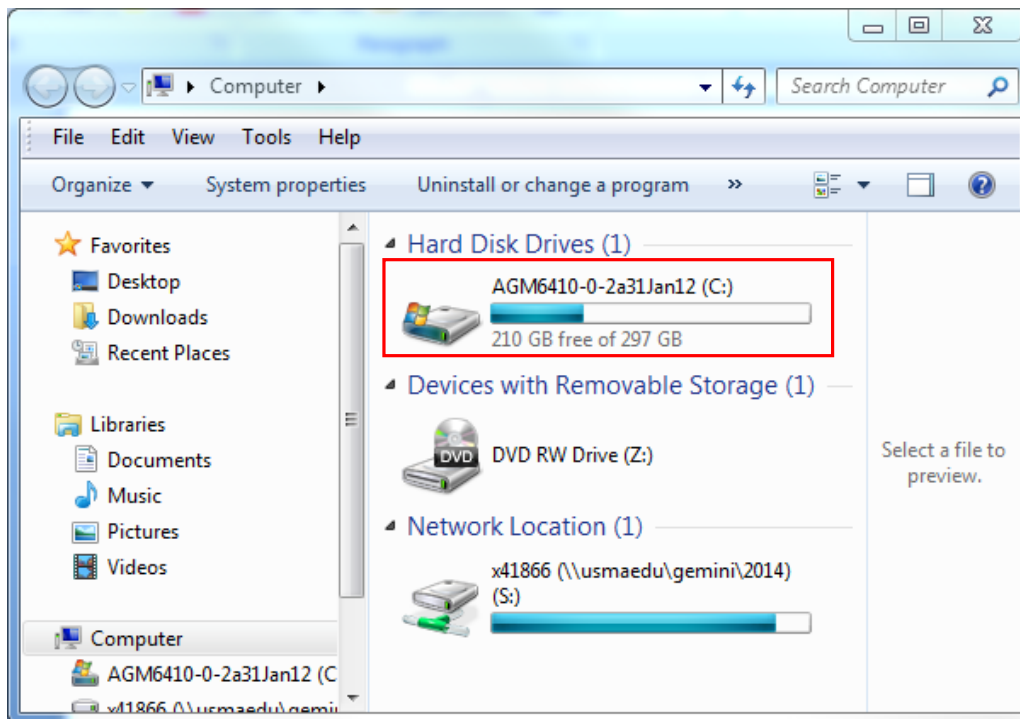 Computer
Search Computer
File Edit View Tools Help
Organize System properties Uninstall or change a program »
Favorites
Desktop
Downloads
Recent Places
Libraries
Documents
Music
Pictures
Videos
Computer
AGM6410-0-2a31Jan12 (C
x41866 (\\usmaedu\gemi
Hard Disk Drives (1)
AGM6410-0-2a31Jan12 (C:)
210 GB free of 297 GB
Devices with Removable Storage (1)
DVD
DVD RW Drive (Z:)
Network Location (1)
x41866 (\\usmaedu\gemini\2014)
(S:)
Select a file to
preview.